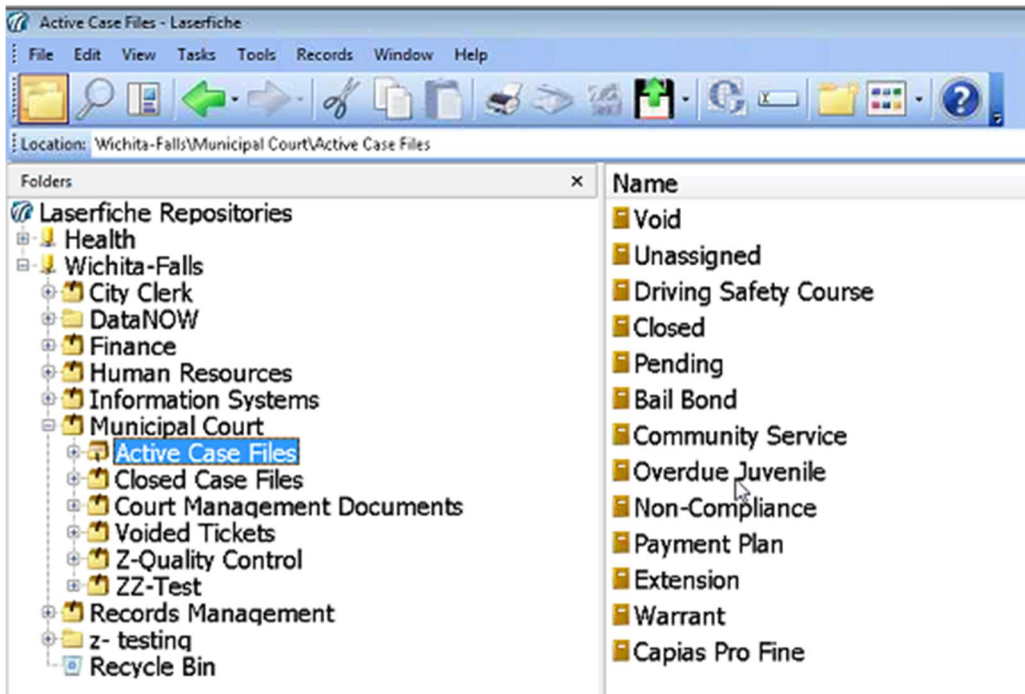 Active Case Files - Laserfiche
File Edit View Tasks Tools Records Window Help
Location: Wichita-Falls\Municipal Court\Active Case Files
Folders
Laserfiche Repositories
Health
Wichita-Falls
City Clerk
DataNOW
Finance
Human Resources
Information Systems
Municipal Court
Active Case Files
Closed Case Files
Court Management Documents
Voided Tickets
Z-Quality Control
ZZ-Test
Records Management
z- testing
Recycle Bin
Name
Void
Unassigned
Driving Safety Course
Closed
Pending
Bail Bond
Community Service
Overdue Juvenile
Non-Compliance
Payment Plan
Extension
Warrant
Capias Pro Fine